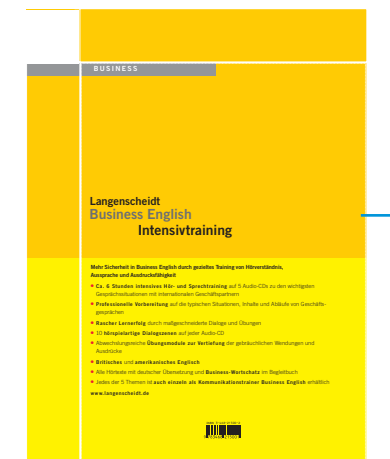 BUSINESS
Langenscheidt
Business English
Intensivtraining
Mehr Sicherheit in Business English durch gezieltes Training von Hörverständnis,
Aussprache und Ausdrucksfähigkeit
• Ca. 6 Stunden intensives Hör- und Sprechtraining auf 5 Audio-CDs zu den wichtigsten
Gesprächssituationen mit internationalen Geschäftspartnern
• Professionelle Vorbereitung auf die typischen Situationen, Inhalte und Abläufe von Geschäfts-
gesprächen
• Rascher Lernerfolg durch maßgeschneiderte Dialoge und Übungen
• 10 hörspielartige Dialogszenen auf jeder Audio-CD
• Abwechslungsreiche Übungsmodule zur Vertiefung der gebräuchlichen Wendungen und
Ausdrücke
• Britisches und amerikanisches Englisch
• Alle Hörtexte mit deutscher Übersetzung und Business-Wortschatz im Begleitbuch
• Jedes der 5 Themen ist auch einzeln als Kommunikationstrainer Business English erhältlich
www.langenscheidt.de